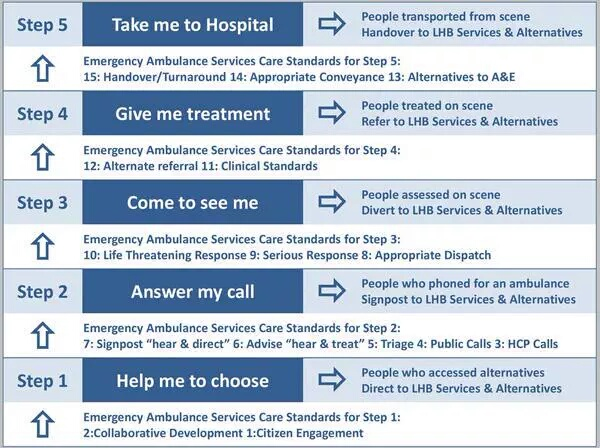 Step 5
Take me to Hospital
People transported from scene
Handover to LHB Services & Alternatives
Emergency Ambulance Services Care Standards for Step 5:
15: Handover/Turnaround 14: Appropriate Conveyance 13: Alternatives to A&E
Step 4
Give me treatment
People treated on scene
Refer to LHB Services & Alternatives
Emergency Ambulance Services Care Standards for Step 4:
12: Alternate referral 11: Clinical Standards
Step 3
Come to see me
People assessed on scene
Divert to LHB Services & Alternatives
Emergency Ambulance Services Care Standards for Step 3:
10: Life Threatening Response 9: Serious Response 8: Appropriate Dispatch
Step 2
Answer my call
People who phoned for an ambulance
Signpost to LHB Services & Alternatives
Emergency Ambulance Services Care Standards for Step 2:
7: Signpost “hear & direct” 6: Advise “hear & treat” 5: Triage 4: Public Calls 3: HCP Calls
Step 1
Help me to choose
People who accessed alternatives
Direct to LHB Services & Alternatives
Emergency Ambulance Services Care Standards for Step 1:
2:Collaborative Development 1:Citizen Engagement